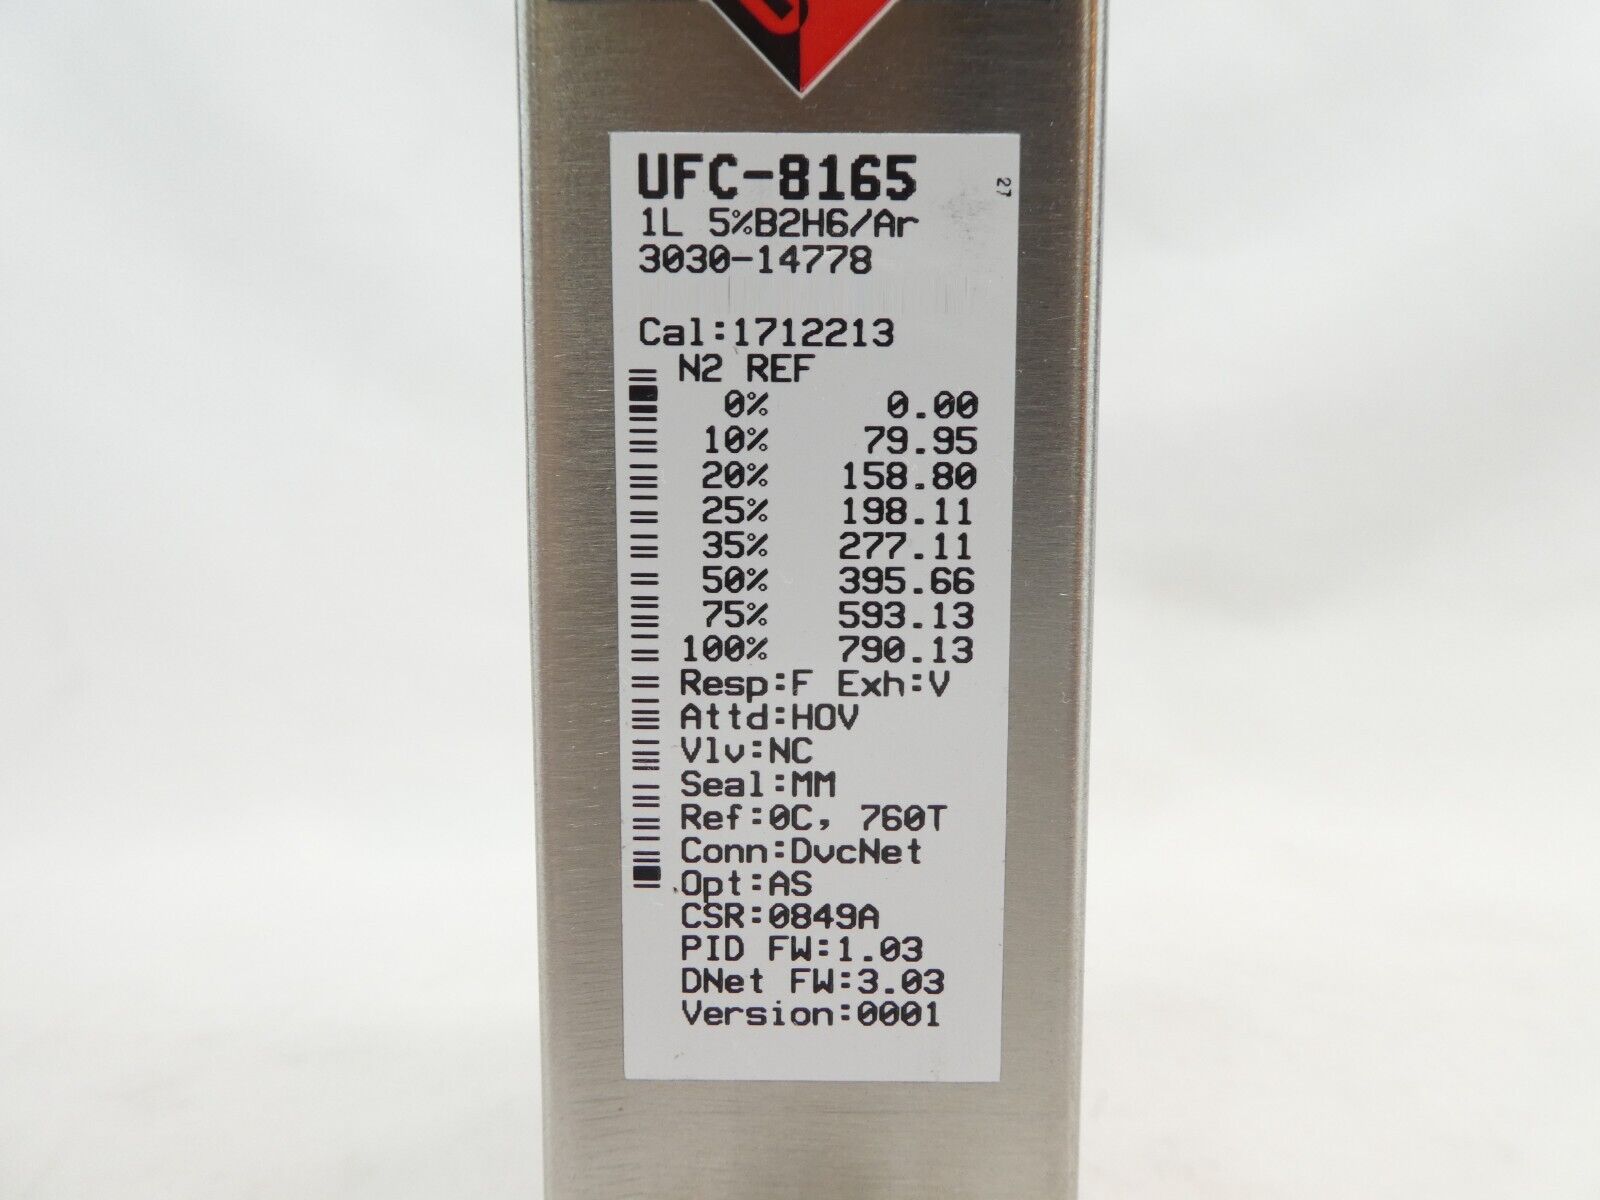 UFC-8165
27
1L 5%B2H6/Ar
3030-14778
Cal:1712213
N2 REF
0% 0.00
10% 79.95
20% 158.80
25% 198.11
35% 277.11
50% 395.66
75% 593.13
100% 790.13
Resp:F Exh:V
Attd:HOV
Vlv:NC
Seal:MM
Ref:0C, 760T
Conn:DvcNet
Opt:AS
CSR:0849A
PID FW:1.03
DNet FW:3.03
Version:0001